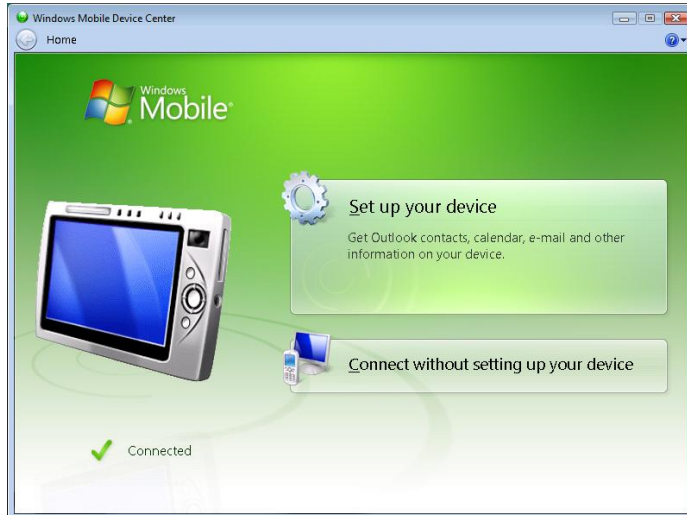 Windows Mobile Device Center
Home
Windows
Mobile®
Set up your device
Get Outlook contacts, calendar, e-mail and other
information on your device.
Connect without setting up your device
Connected